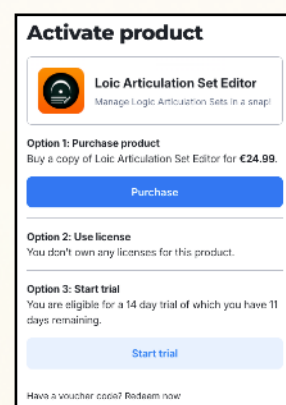 Activate product
Loic Articulation Set Editor
Manage Logic Articulation Sets in a snap!
Option 1: Purchase product
Buy a copy of Loic Articulation Set Editor for €24.99.
Purchase
Option 2: Use license
You don't own any licenses for this product.
Option 3: Start trial
You are eligible for a 14 day trial of which you have 11
days remaining.
Start trial
Have a voucher code? Redeem now